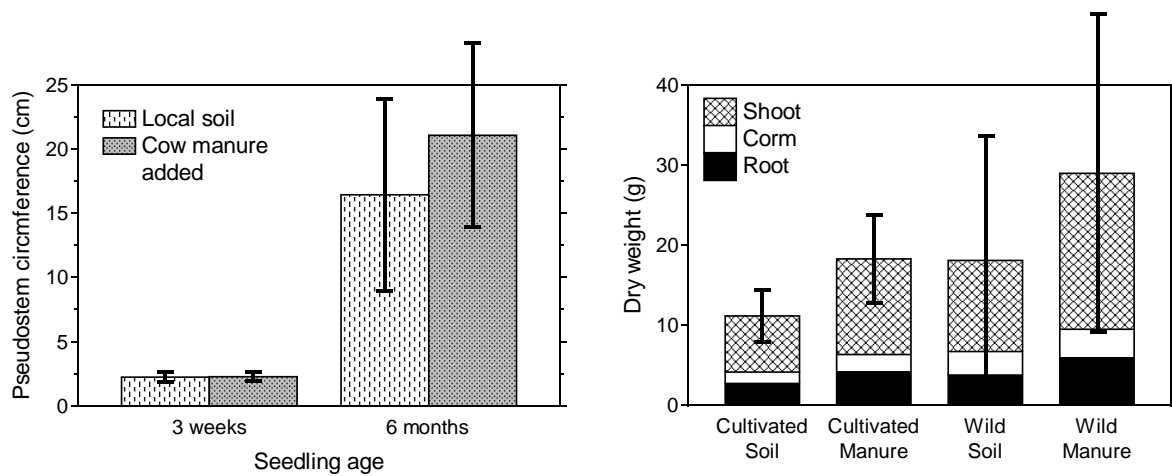 Pseudostem circmference (cm)
25
20
15
10
5
0
Local soil
Cow manure
added
3 weeks
6 months
Seedling age
Dry weight (g)
40
30
20
10
0
Shoot
Corm
Root
Cultivated
Soil
Cultivated
Manure
Wild
Soil
Wild
Manure